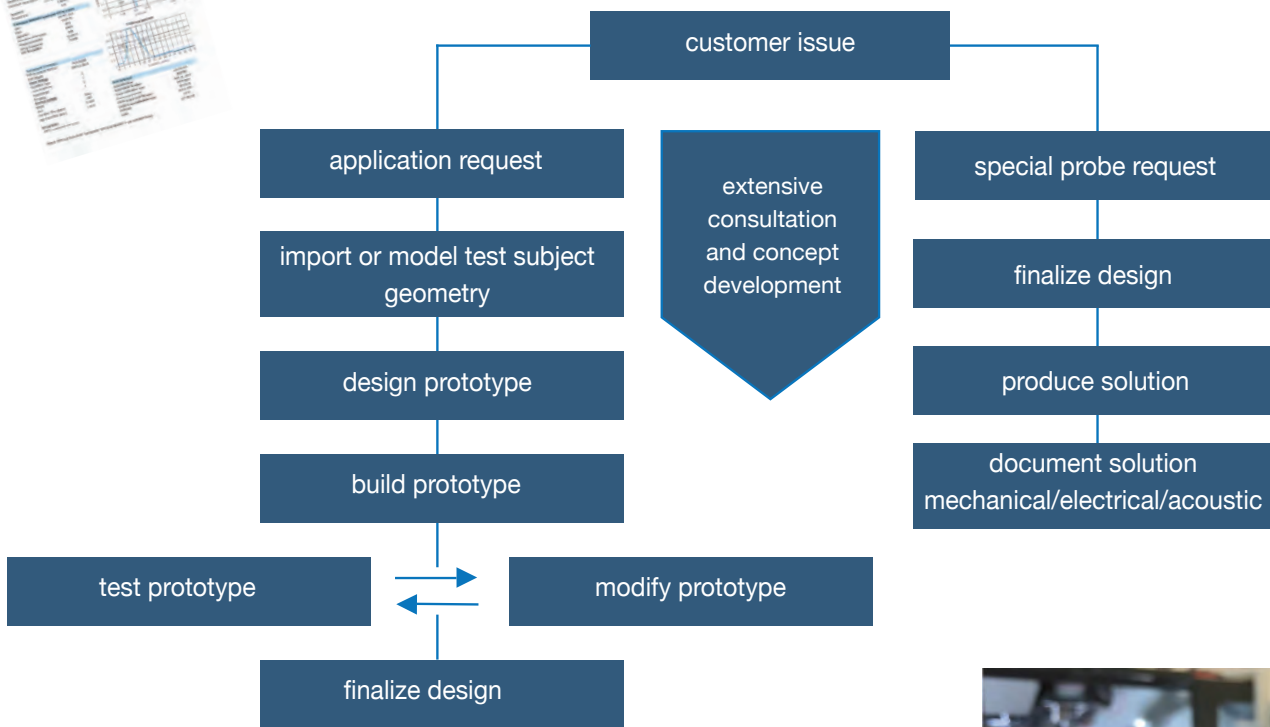 customer issue
application request
import or model test subject
geometry
design prototype
build prototype
test prototype
modify prototype
finalize design
extensive
consultation
and concept
development
special probe request
finalize design
produce solution
document solution
mechanical/electrical/acoustic